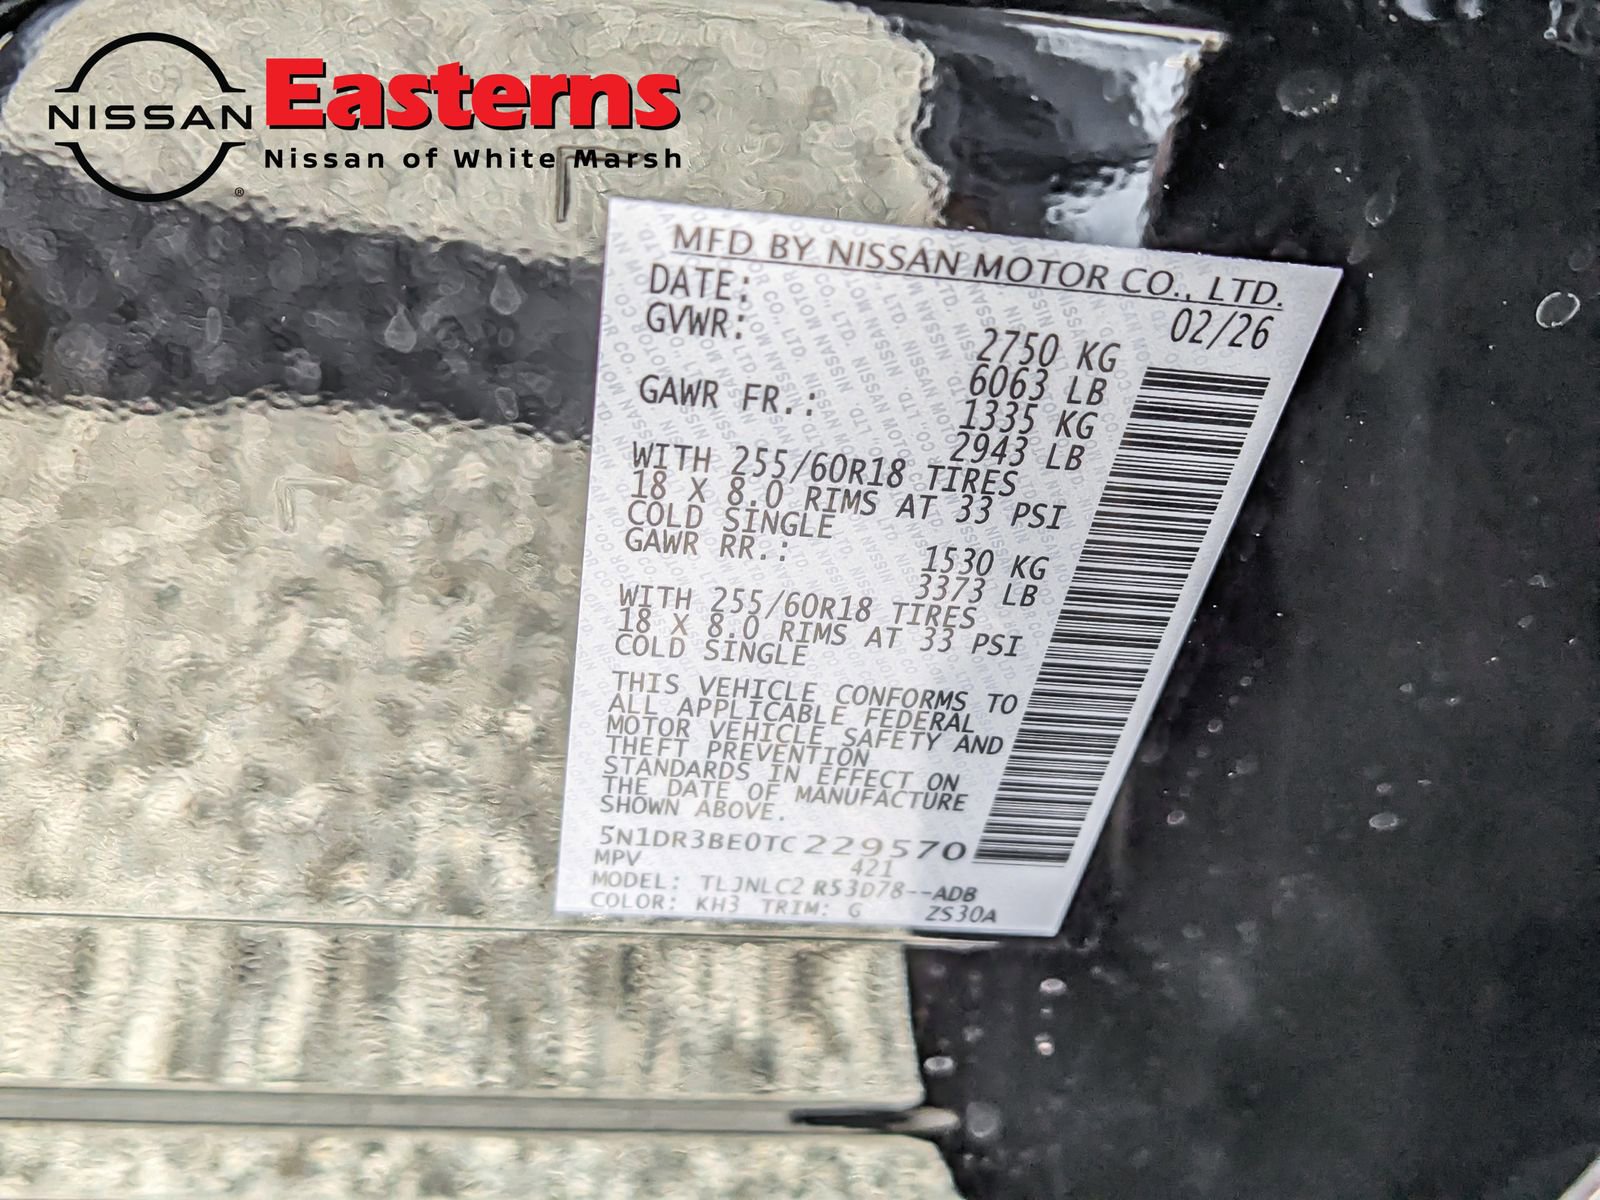 NISSAN
®
Easterns
Nissan of White Marsh
MFD BY NISSAN MOTOR CO., LTD.
DATE: 02/26
GVWR: 2750 KG
6063 LB
GAWR FR.: 1335 KG
2943 LB
WITH 255/60R18 TIRES
18 X 8.0 RIMS AT 33 PSI
COLD SINGLE
GAWR RR.: 1530 KG
3373 LB
WITH 255/60R18 TIRES
18 X 8.0 RIMS AT 33 PSI
COLD SINGLE
THIS VEHICLE CONFORMS TO
ALL APPLICABLE FEDERAL
MOTOR VEHICLE SAFETY AND
THEFT PREVENTION
STANDARDS IN EFFECT ON
THE DATE OF MANUFACTURE
SHOWN ABOVE.
5N1DR3BE0TC229570
MPV 421
MODEL: TLJNLC2 R53D78--ADB
COLOR: KH3 TRIM: G ZS30A